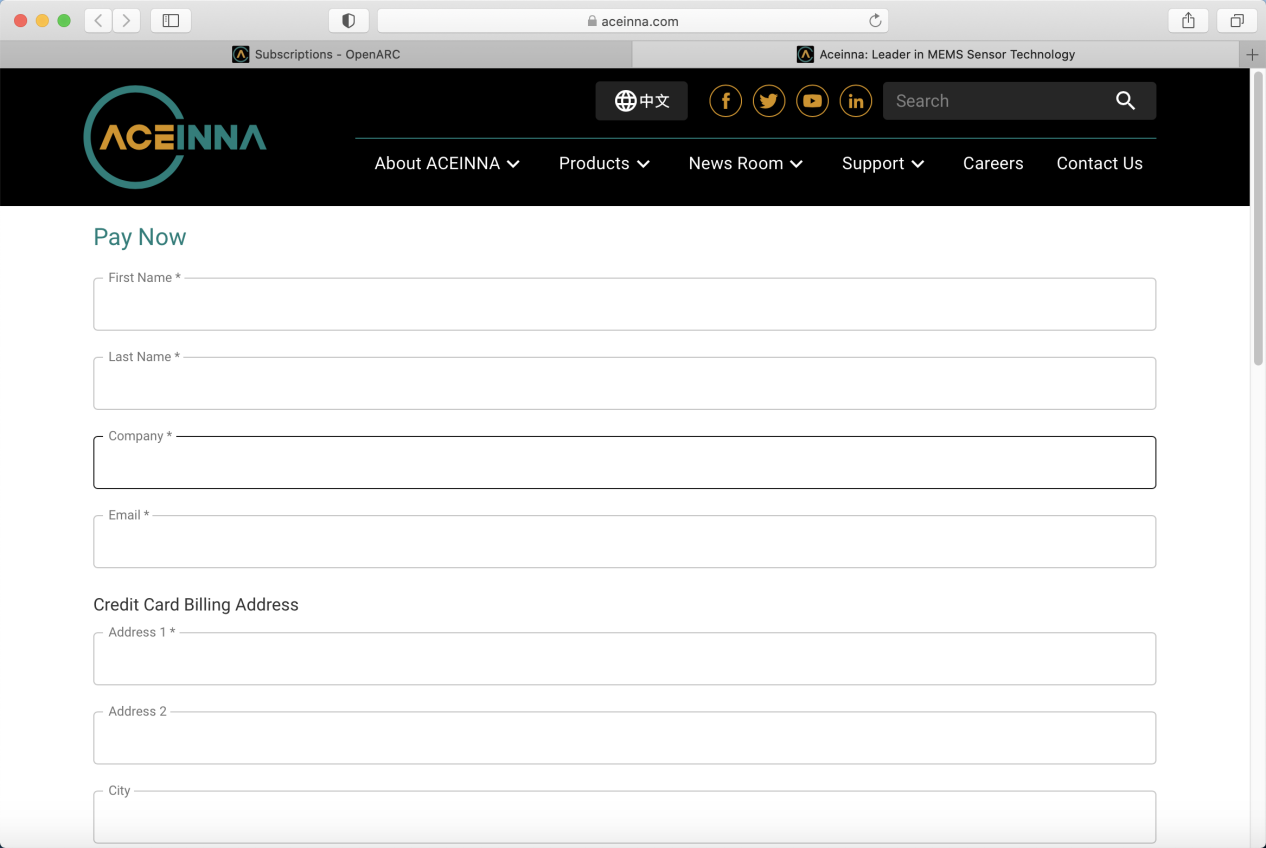 aceinna.com
Subscriptions - OpenARC
Aceinna: Leader in MEMS Sensor Technology
ACEINNA
中文
f
in
Search
About ACEINNA
Products
News Room
Support
Careers
Contact Us
Pay Now
First Name *
Last Name *
Company *
Email *
Credit Card Billing Address
Address 1 *
Address 2
City